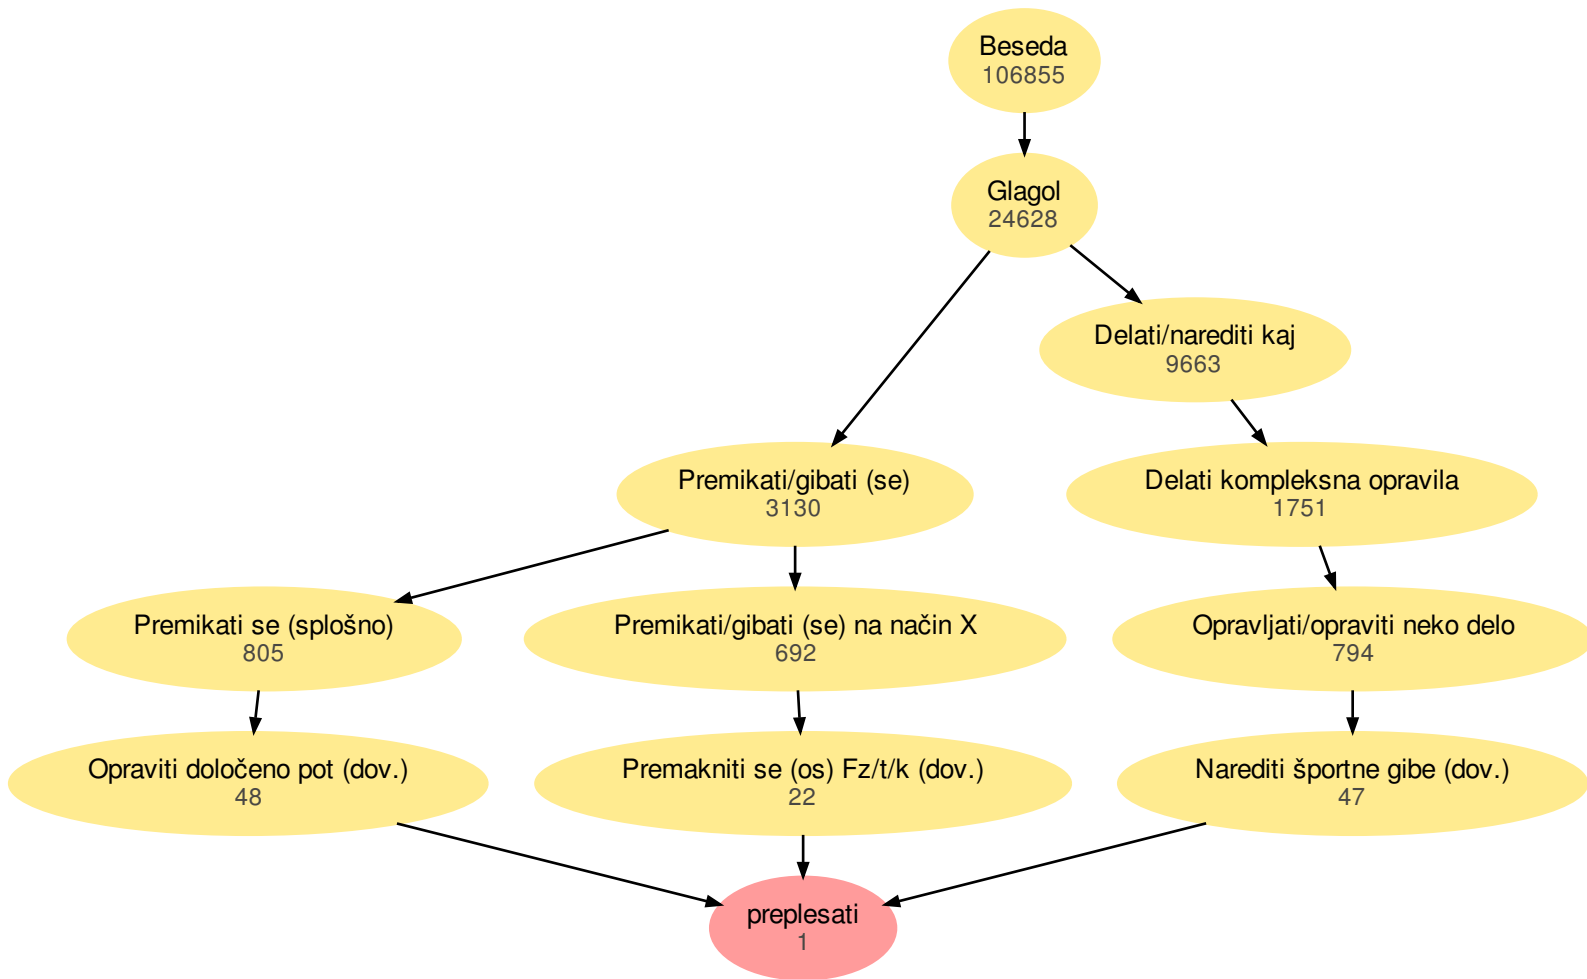 Beseda
106855
Glagol
24628
Delati/narediti kaj
9663
Premikati/gibati (se)
3130
Delati kompleksna opravila
1751
Premikati se (splošno)
805
Premikati/gibati (se) na način X
692
Opravljati/opraviti neko delo
794
Opraviti določeno pot (dov.)
48
Premakniti se (os) Fz/t/k (dov.)
22
Narediti športne gibe (dov.)
47
preplesati
1